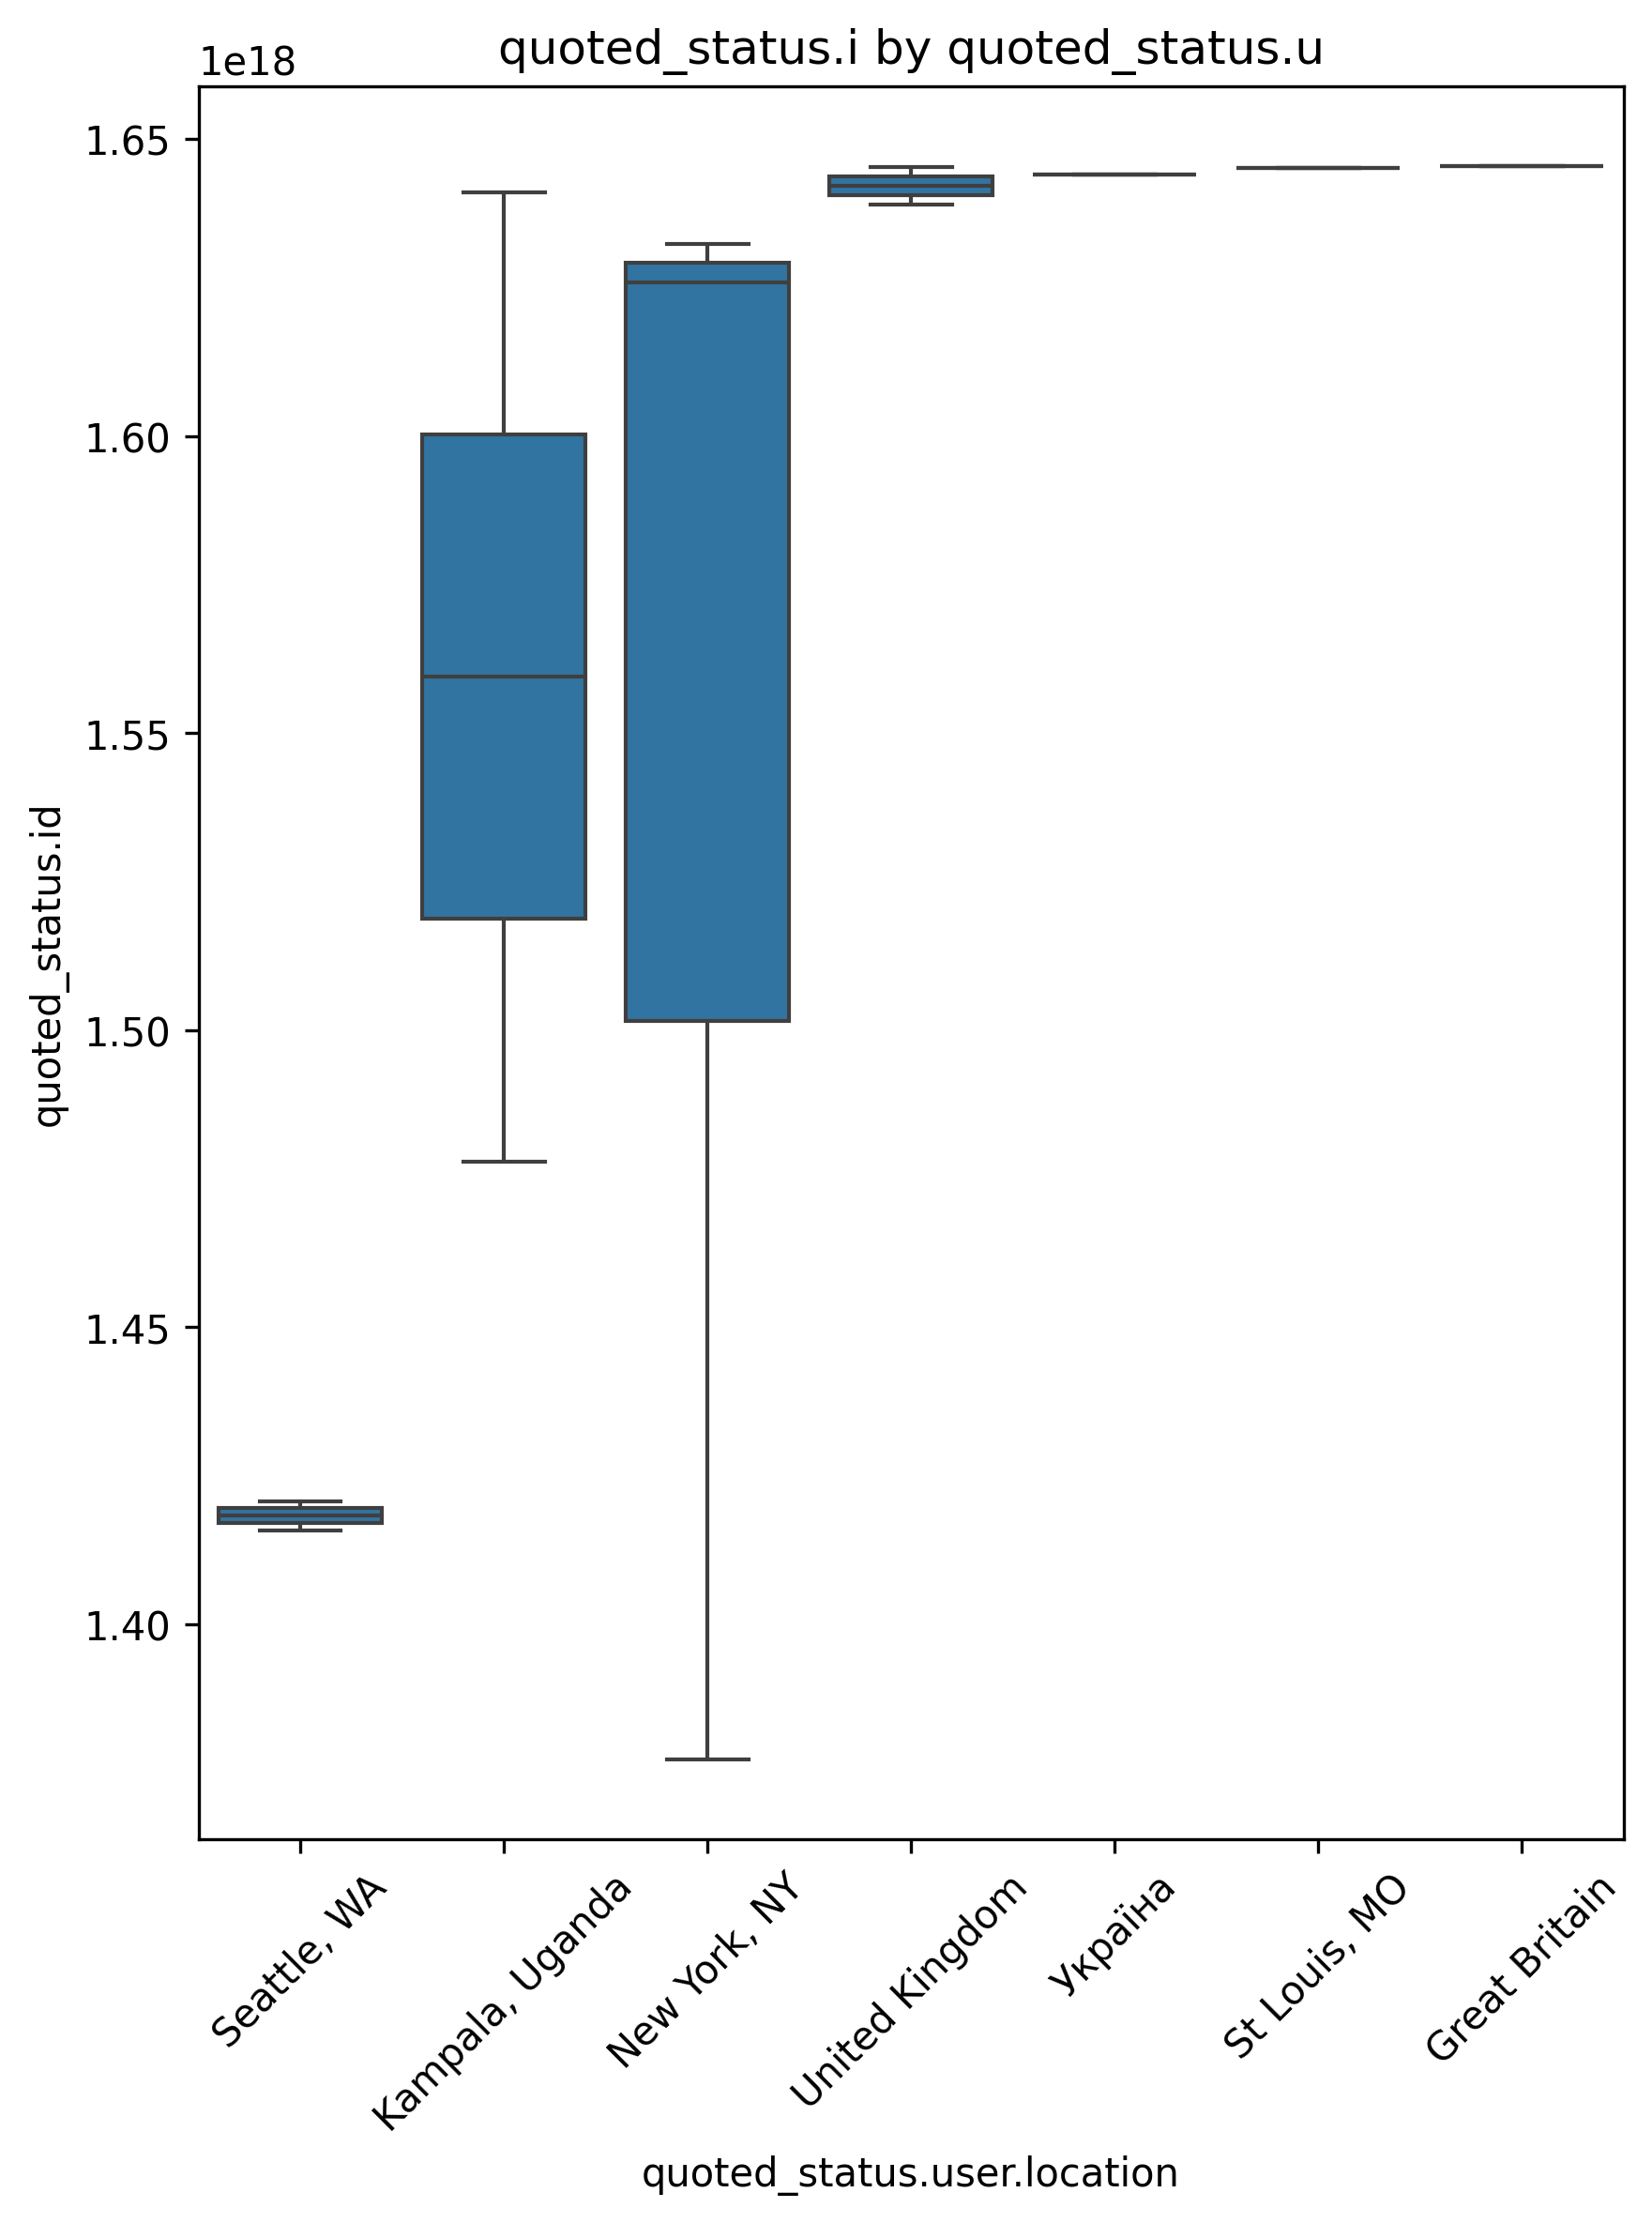 quoted_status.i by quoted_status.u
1e18
1.65
1.60
1.55
1.50
1.45
1.40
quoted_status.id
Seattle, WA
Kampala, Uganda
New York, NY
United Kingdom
Україна
St Louis, MO
Great Britain
quoted_status.user.location